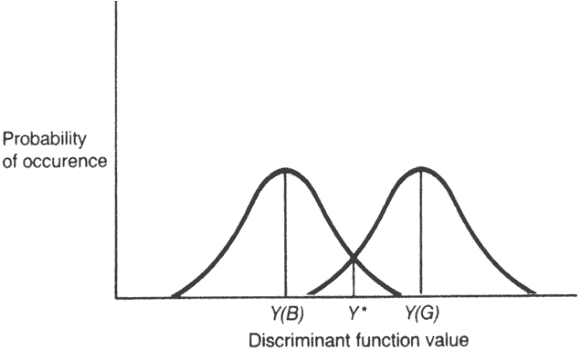 Probability
of occurence
Y(B) Y* Y(G)
Discriminant function value